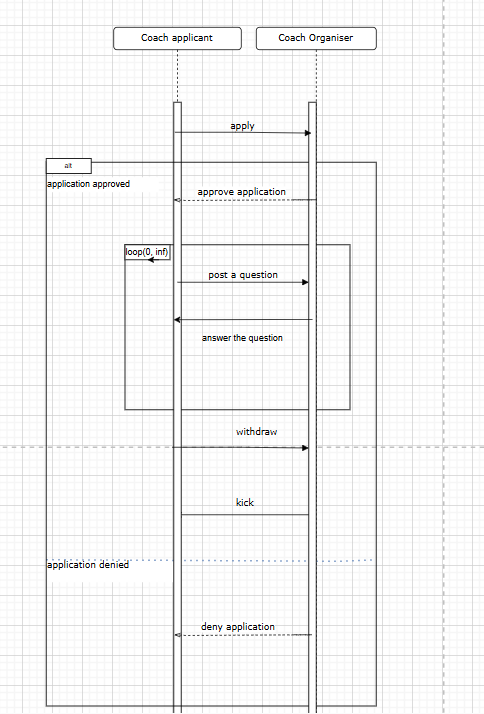 Coach applicant
Coach Organiser
apply
alt
application approved
approve application
loop(0, inf)
post a question
answer the question
withdraw
kick
application denied
deny application